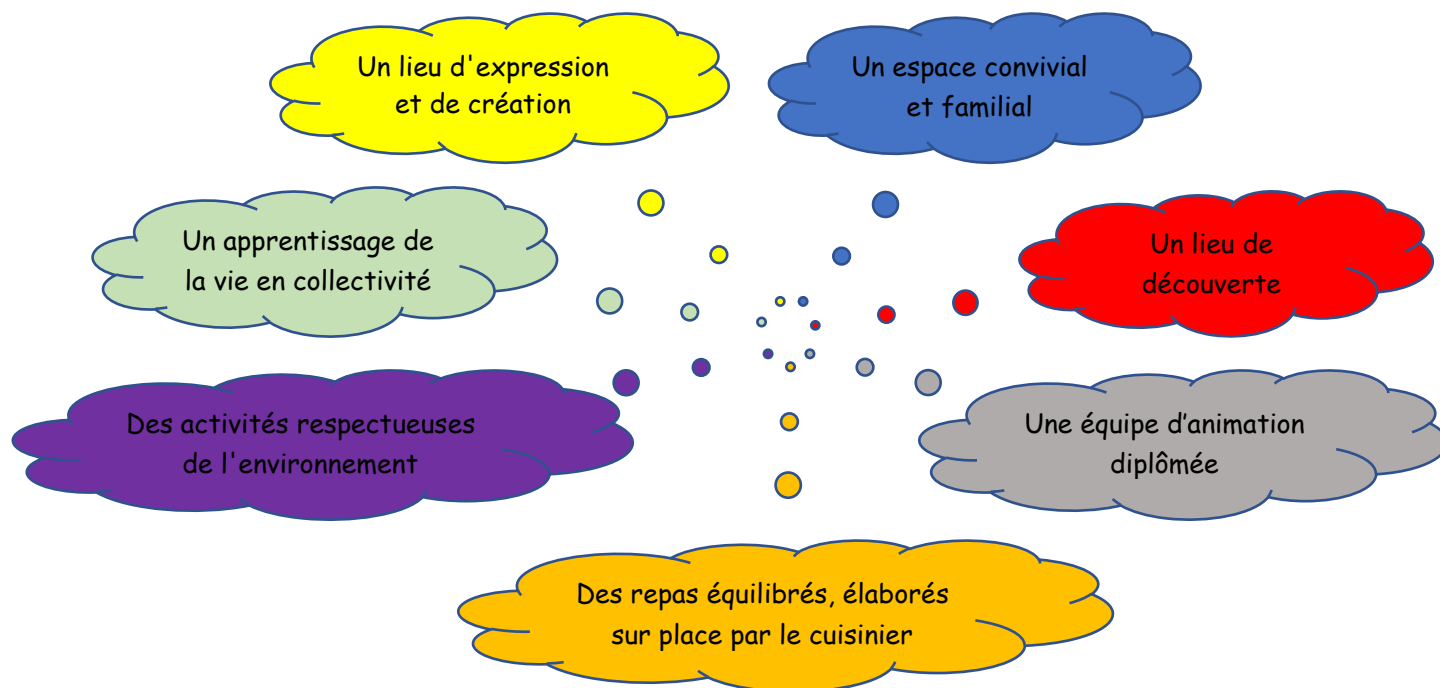 Un lieu d'expression
et de création
Un espace convivial
et familial
Un apprentissage de
la vie en collectivité
Un lieu de
découverte
Des activités respectueuses
de l'environnement
Une équipe d’animation
diplômée
Des repas équilibrés, élaborés
sur place par le cuisinier